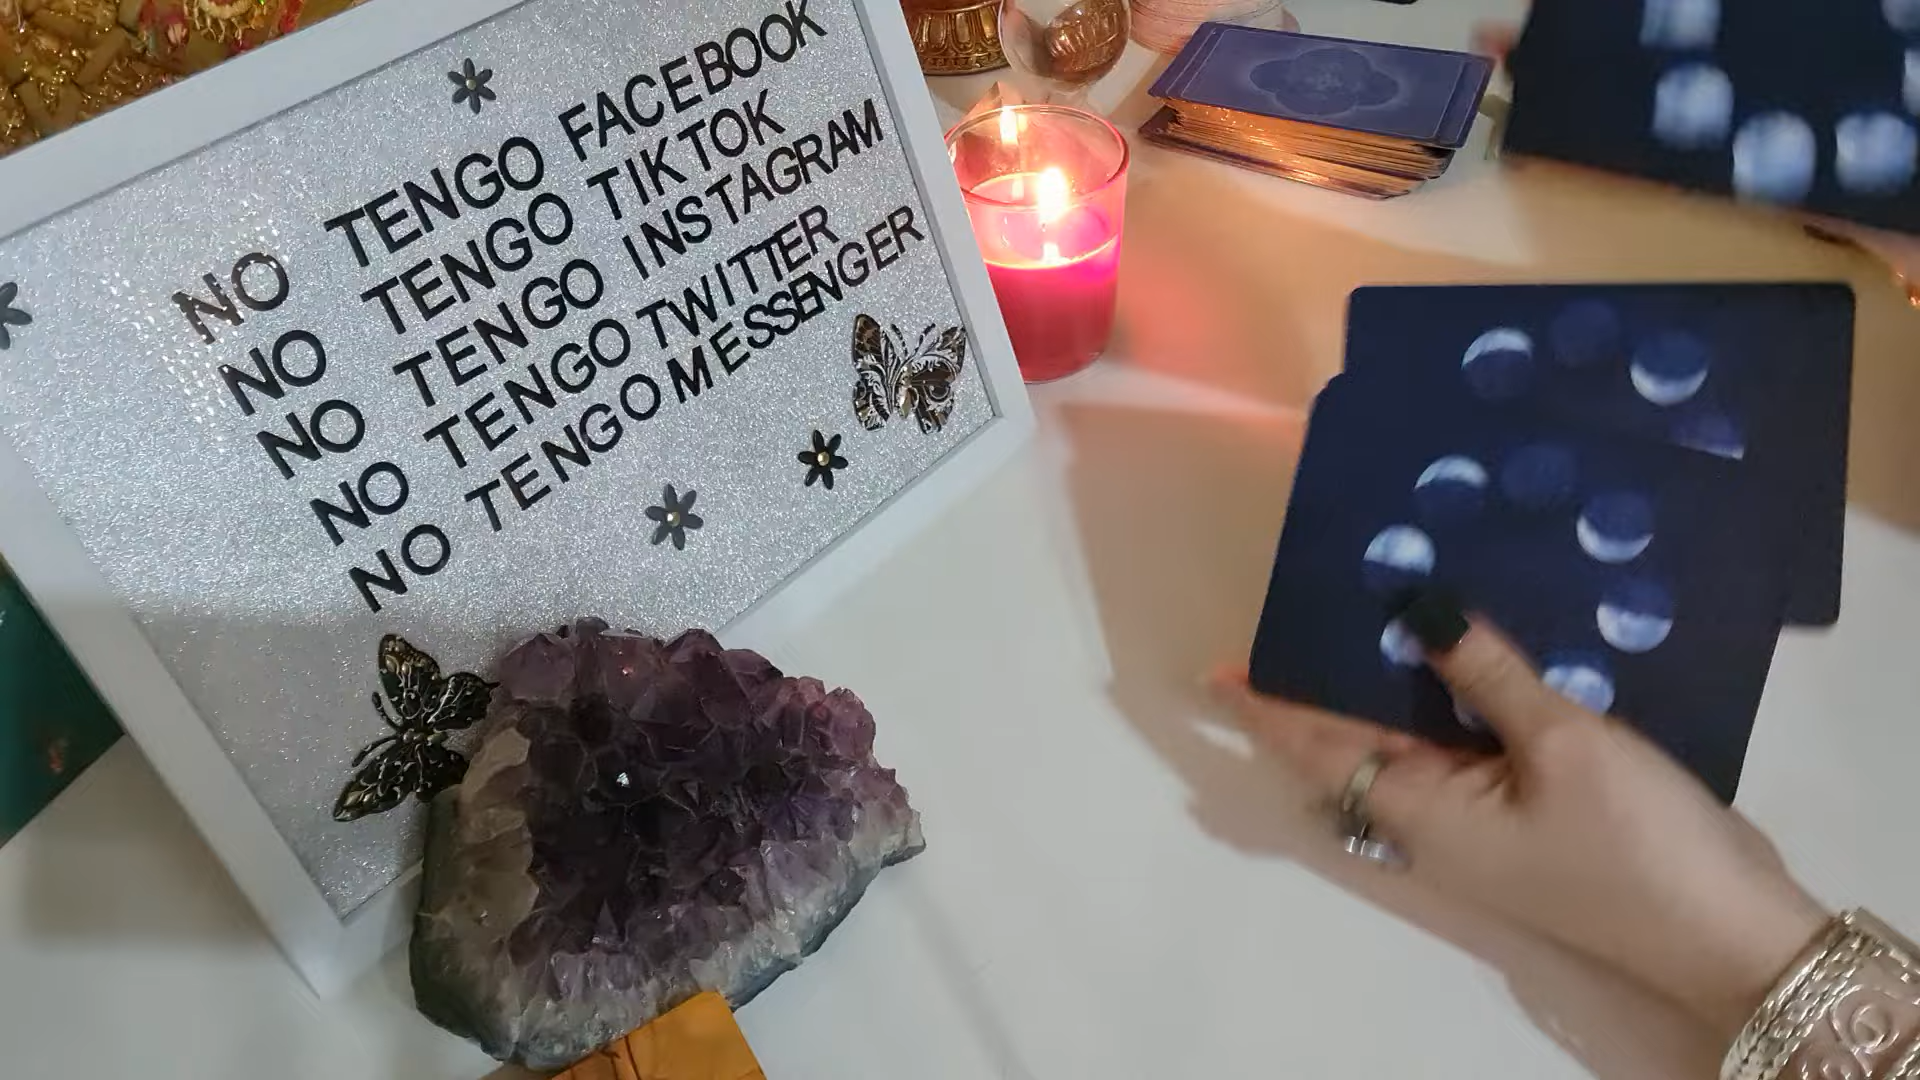 NO TENGO FACEBOOK
NO TENGO TIKTOK
NO TENGO INSTAGRAM
NO TENGO TWITTER
NO TENGO MESSENGER